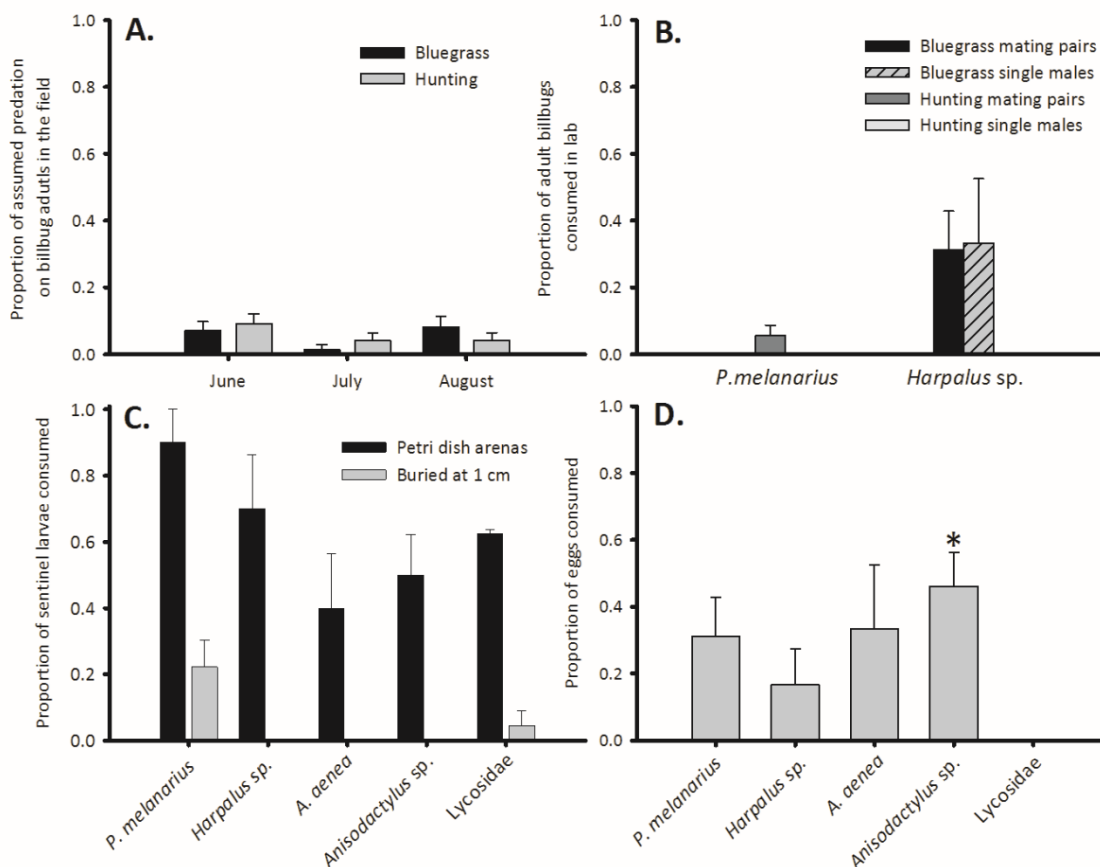 A.
Bluegrass
Hunting
Proportion of assumed predation
on billbug adutls in the field
1.0
0.8
0.6
0.4
0.2
0.0
June July August
B.
Bluegrass mating pairs
Bluegrass single males
Hunting mating pairs
Hunting single males
Proportion of adult billbugs
consumed in lab
1.0
0.8
0.6
0.4
0.2
0.0
P.melanarius Harpalus sp.
C.
Petri dish arenas
Buried at 1 cm
Proportion of sentinel larvae consumed
1.0
0.8
0.6
0.4
0.2
0.0
P. melanarius
Harpalus sp.
A. aenea
Anisodactylus sp.
Lycosidae
D.
*
Proportion of eggs consumed
1.0
0.8
0.6
0.4
0.2
0.0
P. melanarius
Harpalus sp.
A. aenea
Anisodactylus sp.
Lycosidae